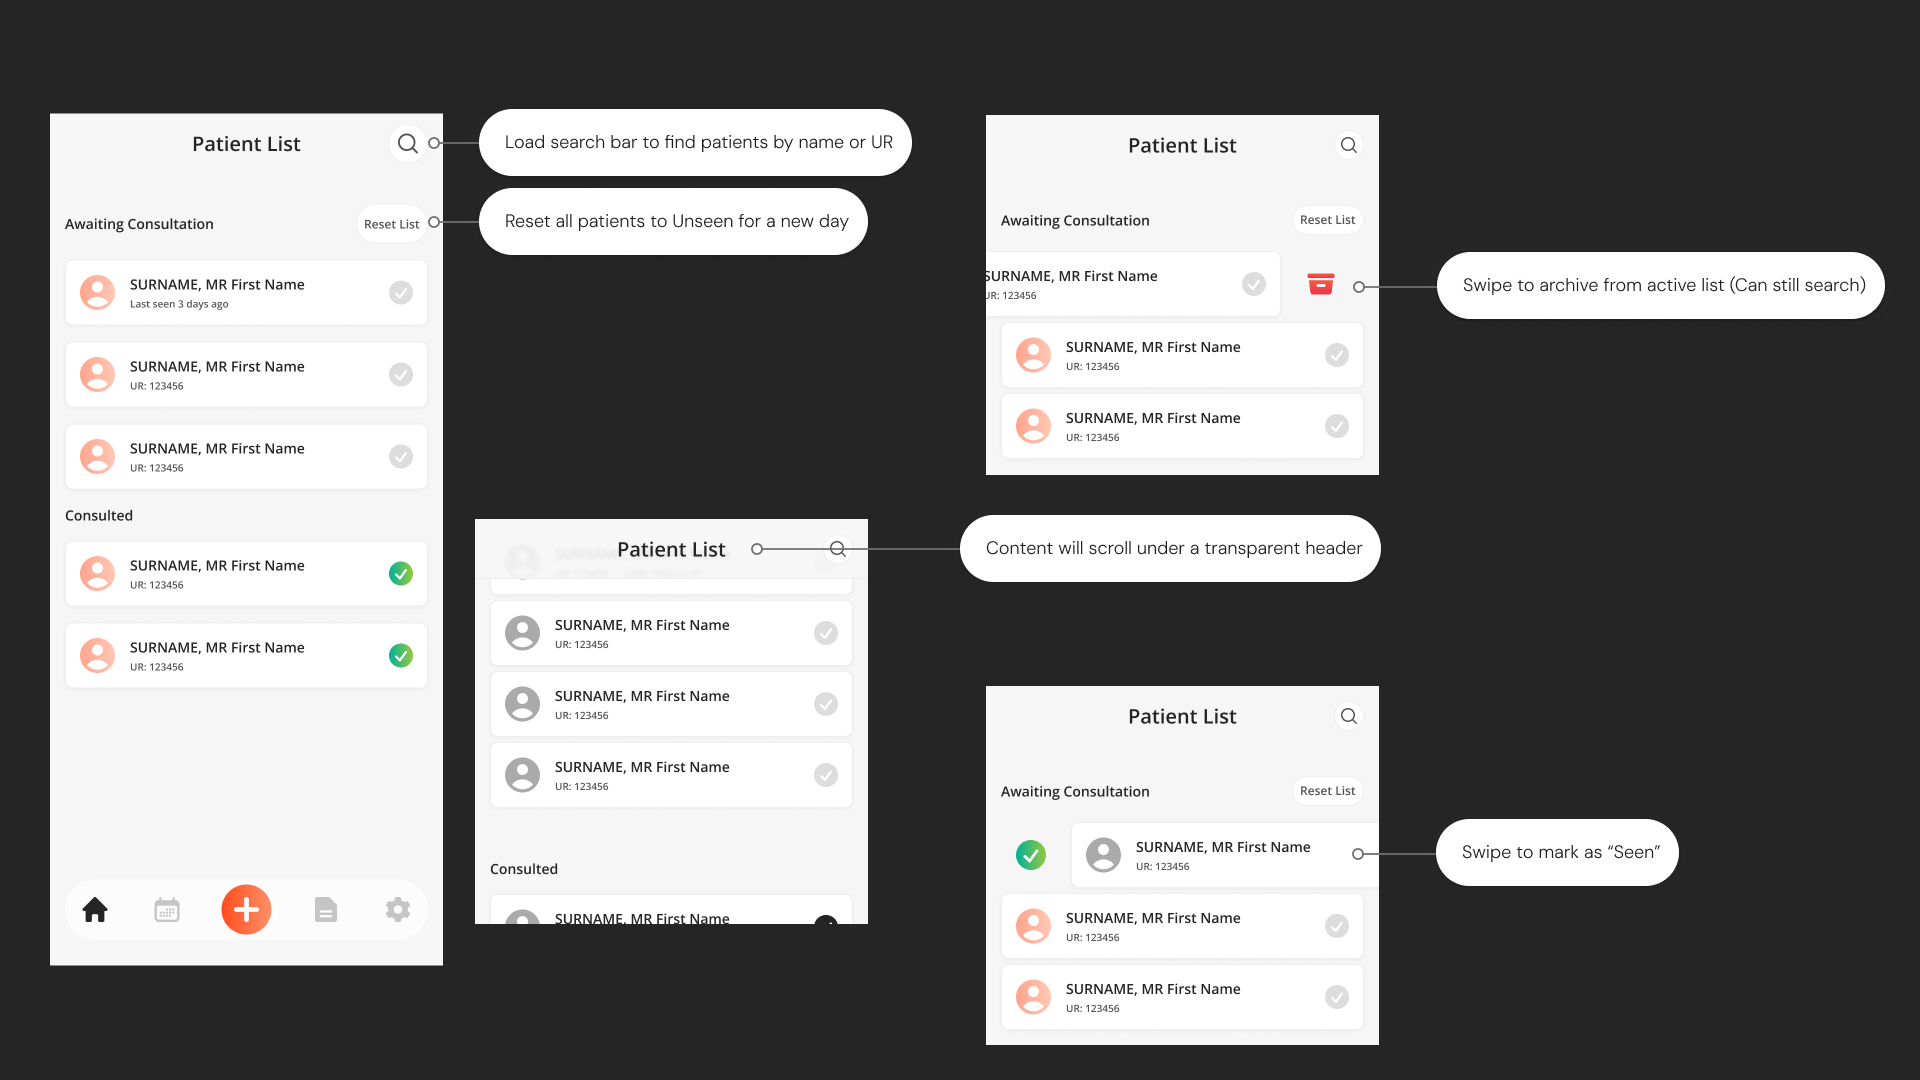 Patient List
Awaiting Consultation
Reset List
SURNAME, MR First Name
Last seen 3 days ago
SURNAME, MR First Name
UR: 123456
SURNAME, MR First Name
UR: 123456
Consulted
SURNAME, MR First Name
UR: 123456
SURNAME, MR First Name
UR: 123456
Load search bar to find patients by name or UR
Reset all patients to Unseen for a new day
Patient List
SURNAME, MR First Name
UR: 123456
SURNAME, MR First Name
UR: 123456
SURNAME, MR First Name
UR: 123456
Consulted
SURNAME, MR First Name
Content will scroll under a transparent header
Patient List
Awaiting Consultation
Reset List
SURNAME, MR First Name
UR: 123456
SURNAME, MR First Name
UR: 123456
SURNAME, MR First Name
UR: 123456
Swipe to archive from active list (Can still search)
Patient List
Awaiting Consultation
Reset List
SURNAME, MR First Name
UR: 123456
SURNAME, MR First Name
UR: 123456
SURNAME, MR First Name
UR: 123456
Swipe to mark as “Seen”